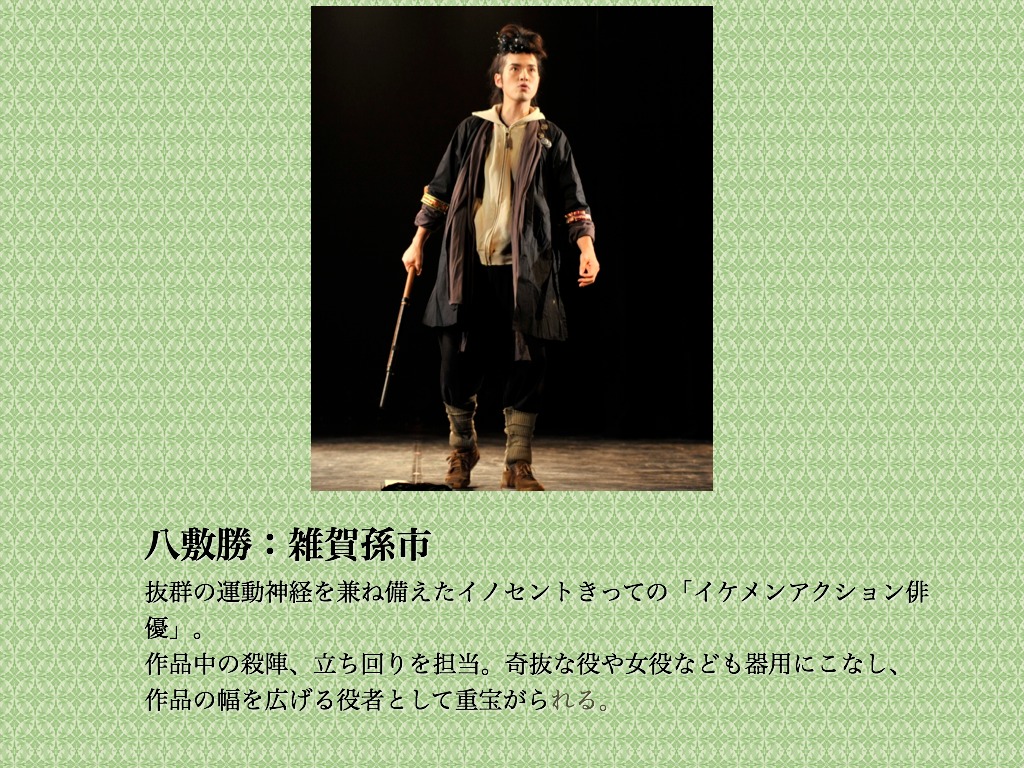 八敷勝：雑賀孫市
抜群の運動神経を兼ね備えたイノセントきっての「イケメンアクション俳
優」。
作品中の殺陣、立ち回りを担当。奇抜な役や女役なども器用にこなし、
作品の幅を広げる役者として重宝がられる。